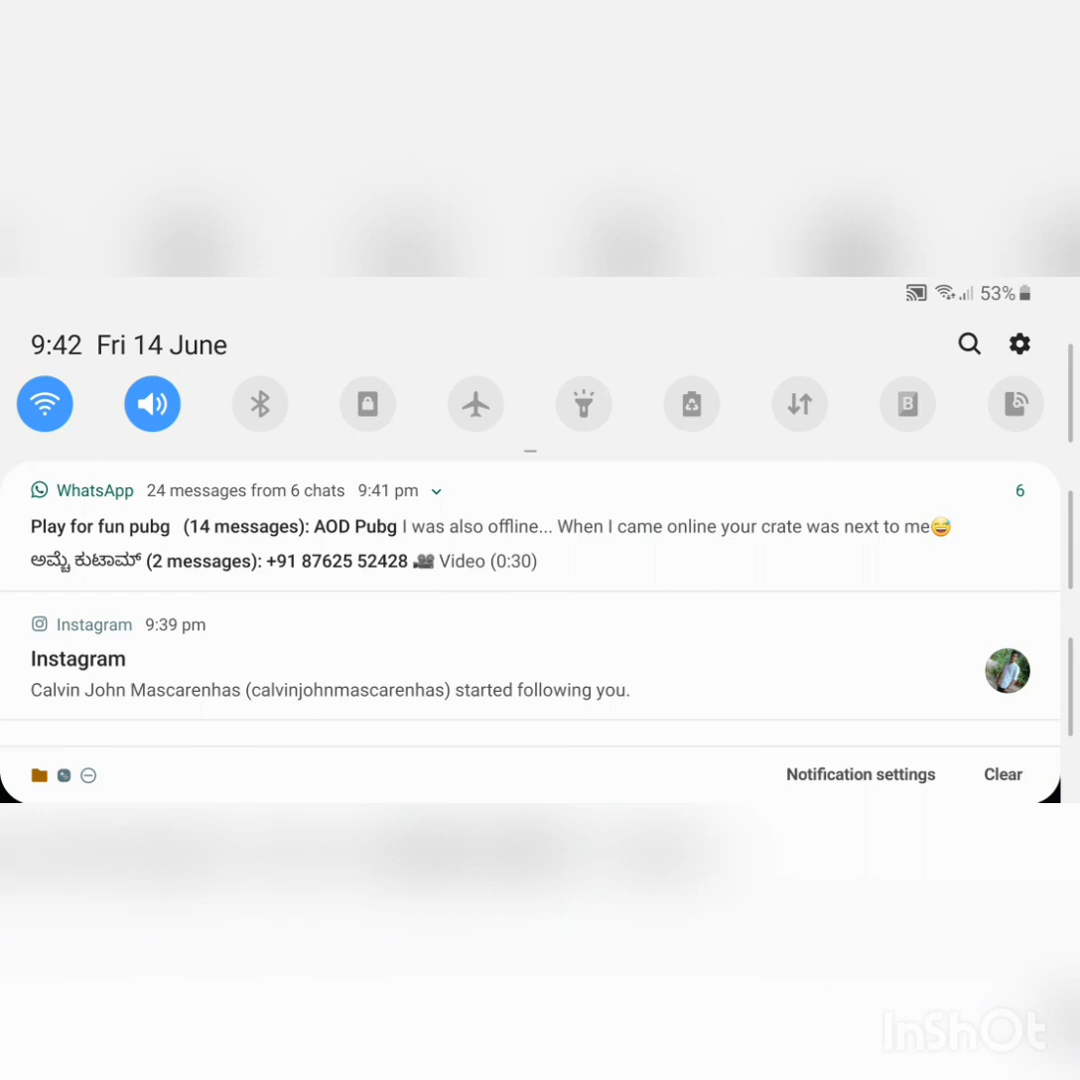 53%
9:42 Fri 14 June
B
WhatsApp 24 messages from 6 chats 9:41 pm 6
Play for fun pubg (14 messages): AOD Pubg I was also offline... When I came online your crate was next to me😅
ಅಮ್ಚೆ ಕುಟಾಮ್ (2 messages): +91 87625 52428 🎥 Video (0:30)
Instagram 9:39 pm
Instagram
Calvin John Mascarenhas (calvinjohnmascarenhas) started following you.
Notification settings Clear
InShOt